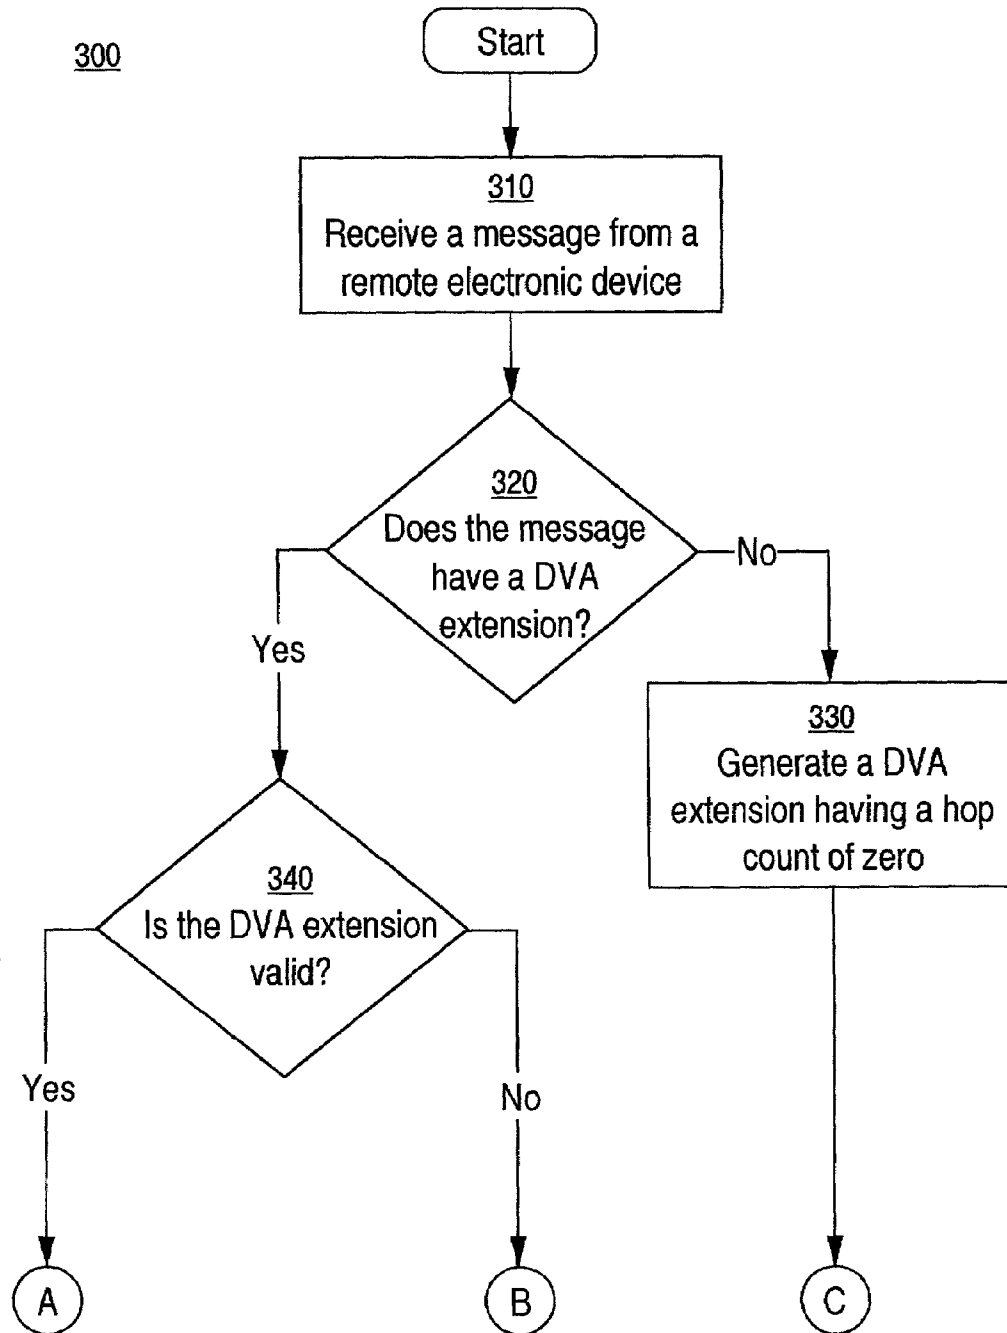 300
Start
310
Receive a message from a
remote electronic device
320
Does the message
have a DVA
extension?
No
Yes
330
Generate a DVA
extension having a hop
count of zero
340
Is the DVA extension
valid?
Yes
No
A
B
C